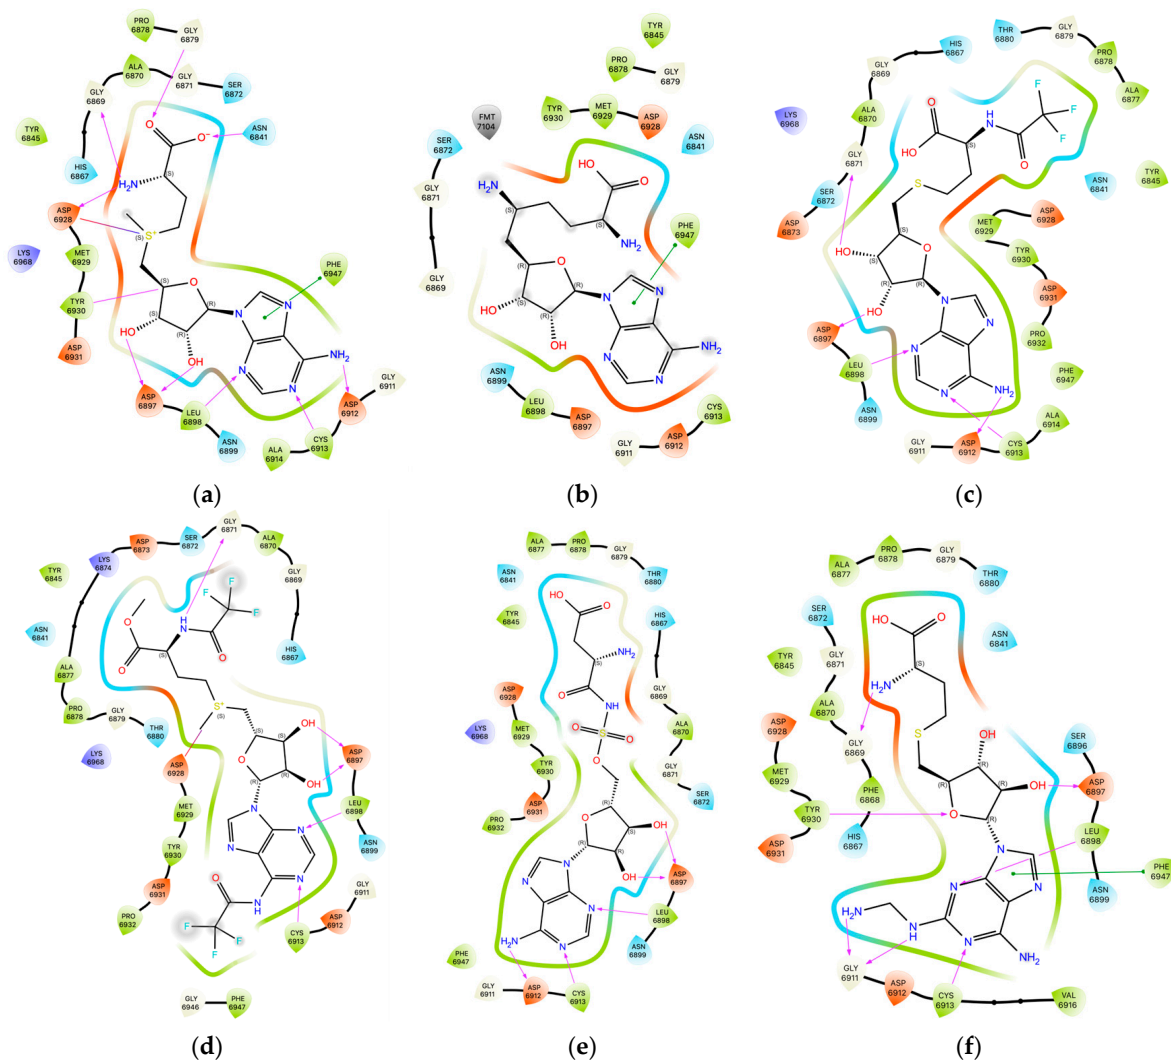 PRO 6878
GLY 6879
ALA 6870
GLY 6871
SER 6872
GLY 6869
TYR 6845
HIS 6867
ASN 6841
O
O⁻
H₂N
(S)
ASP 6928
S⁺
(S)
MET 6929
LYS 6968
TYR 6930
ASP 6931
O
(S)
(R)
(S)
(R)
HO
OH
N
N
N
N
NH₂
PHE 6947
ASP 6897
LEU 6898
ASN 6899
ALA 6914
CYS 6913
ASP 6912
GLY 6911
(a)
TYR 6845
PRO 6878
GLY 6879
TYR 6930
MET 6929
ASP 6928
ASN 6841
FMT 7104
SER 6872
GLY 6871
GLY 6869
H₂N
(S)
HO
O
(S)
NH₂
PHE 6947
O
(R)
(R)
(S)
(R)
HO
OH
N
N
N
N
NH₂
ASN 6899
LEU 6898
ASP 6897
GLY 6911
ASP 6912
CYS 6913
(b)
HIS 6867
THR 6880
GLY 6879
PRO 6878
ALA 6877
GLY 6869
LYS 6968
ALA 6870
GLY 6871
SER 6872
ASP 6873
O
OH
(S)
NH
O
F
F
F
S
ASN 6841
TYR 6845
ASP 6928
MET 6929
TYR 6930
ASP 6931
PRO 6932
PHE 6947
HO
(S)
(S)
O
(R)
(R)
HO
N
N
N
N
NH₂
ASP 6897
LEU 6898
ASN 6899
GLY 6911
ASP 6912
CYS 6913
ALA 6914
(c)
GLY 6871
SER 6872
ASP 6873
LYS 6874
ALA 6870
GLY 6869
HIS 6867
TYR 6845
ASN 6841
ALA 6877
PRO 6878
GLY 6879
THR 6880
LYS 6968
F
F
F
O
O
NH
(S)
O
S⁺
(S)
ASP 6928
MET 6929
TYR 6930
ASP 6931
PRO 6932
(S)
(S)
OH
O
(R)
(R)
OH
ASP 6897
LEU 6898
ASN 6899
N
N
N
N
O
NH
F
F
F
CYS 6913
ASP 6912
GLY 6911
GLY 6946
PHE 6947
(d)
ALA 6877
PRO 6878
GLY 6879
THR 6880
ASN 6841
TYR 6845
HIS 6867
GLY 6869
ALA 6870
GLY 6871
SER 6872
HO
O
(S)
NH₂
O
NH
O
S
O
O
ASP 6928
MET 6929
LYS 6968
TYR 6930
ASP 6931
PRO 6932
O
(R)
(S)
(R)
(R)
OH
OH
ASP 6897
LEU 6898
ASN 6899
N
N
N
N
H₂N
PHE 6947
GLY 6911
ASP 6912
CYS 6913
(e)
ALA 6877
PRO 6878
GLY 6879
THR 6880
SER 6872
GLY 6871
TYR 6845
ALA 6870
GLY 6869
ASN 6841
HO
O
(S)
H₂N
S
ASP 6928
MET 6929
TYR 6930
ASP 6931
PHE 6868
HIS 6867
OH
(R)
(R)
(R)
OH
O
(R)
SER 6896
ASP 6897
LEU 6898
ASN 6899
PHE 6947
N
N
N
N
H₂N
NH
NH₂
GLY 6911
ASP 6912
CYS 6913
VAL 6916
(f)